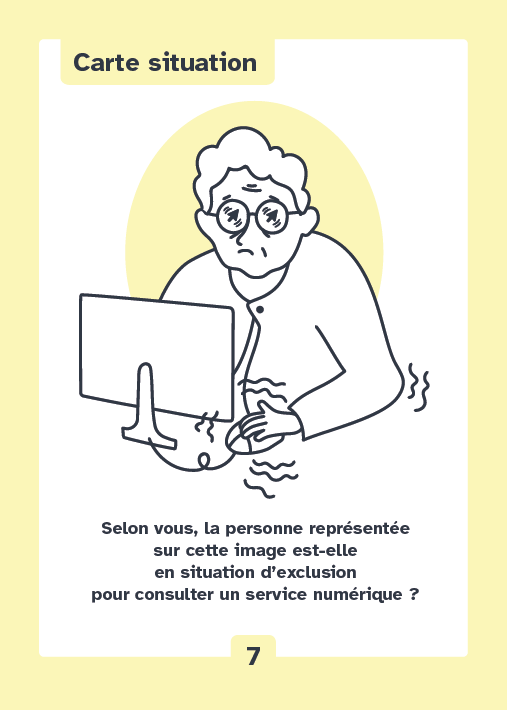 Carte situation
Selon vous, la personne représentée
sur cette image est-elle
en situation d’exclusion
pour consulter un service numérique ?
7